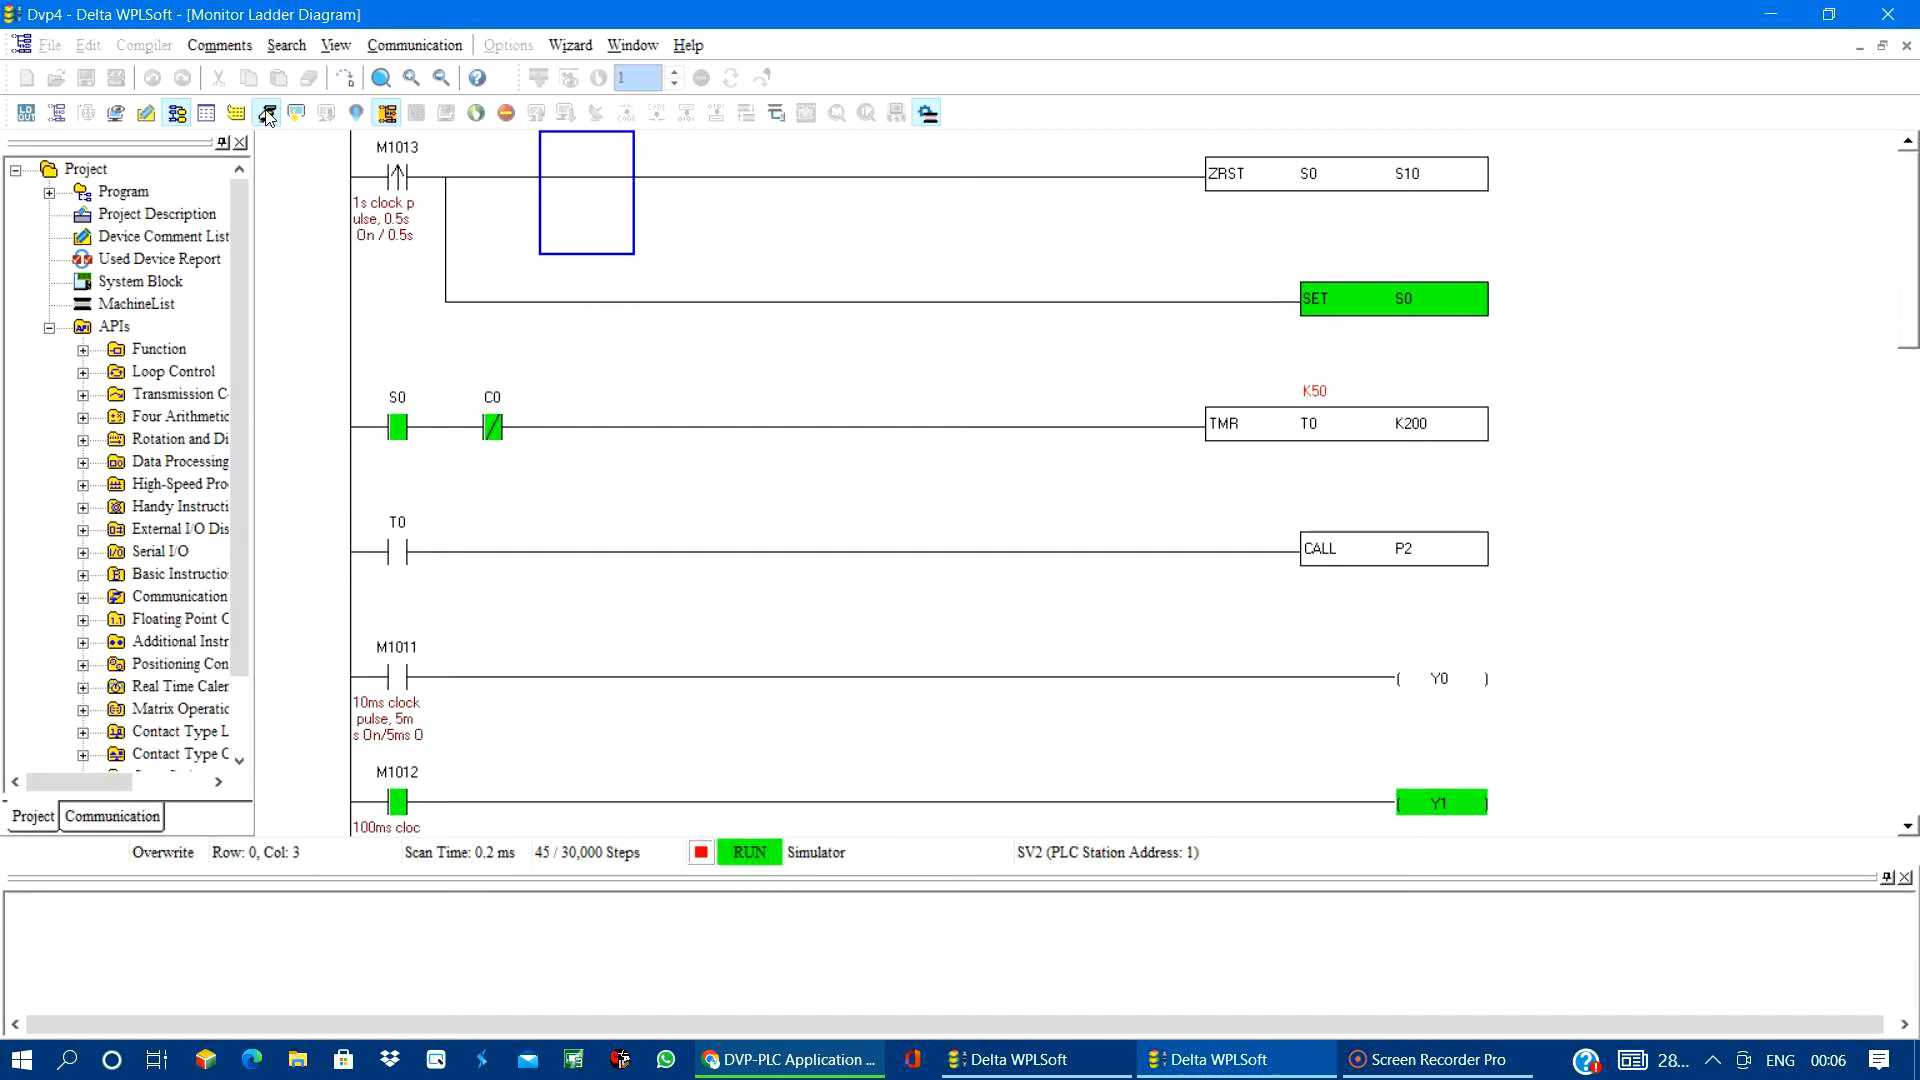 Dvp4 - Delta WPLSoft - [Monitor Ladder Diagram]
File Edit Compiler Comments Search View Communication Options Wizard Window Help
1
Project
Program
Project Description
Device Comment List
Used Device Report
System Block
MachineList
APIs
Function
Loop Control
Transmission C
Four Arithmetic
Rotation and Di
Data Processing
High-Speed Pro
Handy Instructi
External I/O Dis
Serial I/O
Basic Instructio
Communication
Floating Point C
Additional Instr
Positioning Con
Real Time Caler
Matrix Operatic
Contact Type L
Contact Type C
Project Communication
M1013
1s clock p
ulse, 0.5s
On / 0.5s
ZRST S0 S10
SET S0
S0 C0
K50
TMR T0 K200
T0
CALL P2
M1011
10ms clock
pulse, 5m
s On/5ms O
Y0
M1012
100ms cloc
Y1
Overwrite Row: 0, Col: 3 Scan Time: 0.2 ms 45 / 30,000 Steps RUN Simulator SV2 (PLC Station Address: 1)
DVP-PLC Application ... Delta WPLSoft Delta WPLSoft Screen Recorder Pro 28... ENG 00:06